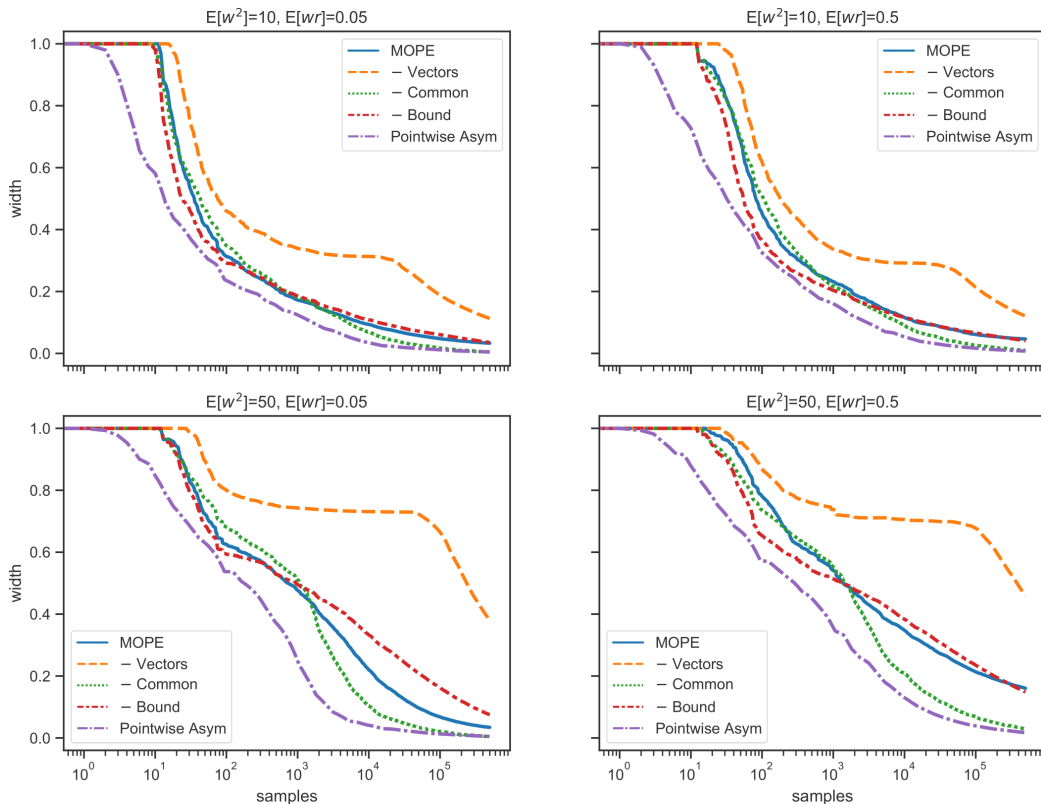 E[w²]=10, E[wr]=0.05
width
1.0
0.8
0.6
0.4
0.2
0.0
MOPE
– Vectors
– Common
– Bound
Pointwise Asym
E[w²]=10, E[wr]=0.5
MOPE
– Vectors
– Common
– Bound
Pointwise Asym
E[w²]=50, E[wr]=0.05
width
1.0
0.8
0.6
0.4
0.2
0.0
MOPE
– Vectors
– Common
– Bound
Pointwise Asym
10⁰ 10¹ 10² 10³ 10⁴ 10⁵
samples
E[w²]=50, E[wr]=0.5
MOPE
– Vectors
– Common
– Bound
Pointwise Asym
10⁰ 10¹ 10² 10³ 10⁴ 10⁵
samples